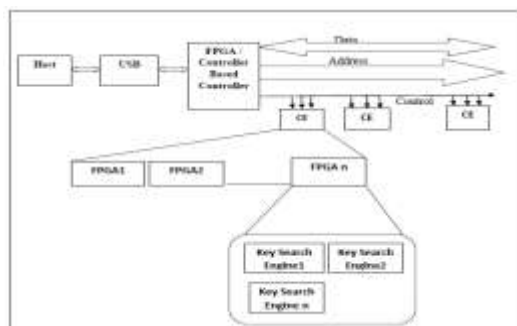 Data
FPGA /
Controller
Based
Controller
Host
USB
Address
Control
CE
CE
CE
FPGA1
FPGA2
FPGA n
Key Search
Engine1
Key Search
Engine2
Key Search
Engine n